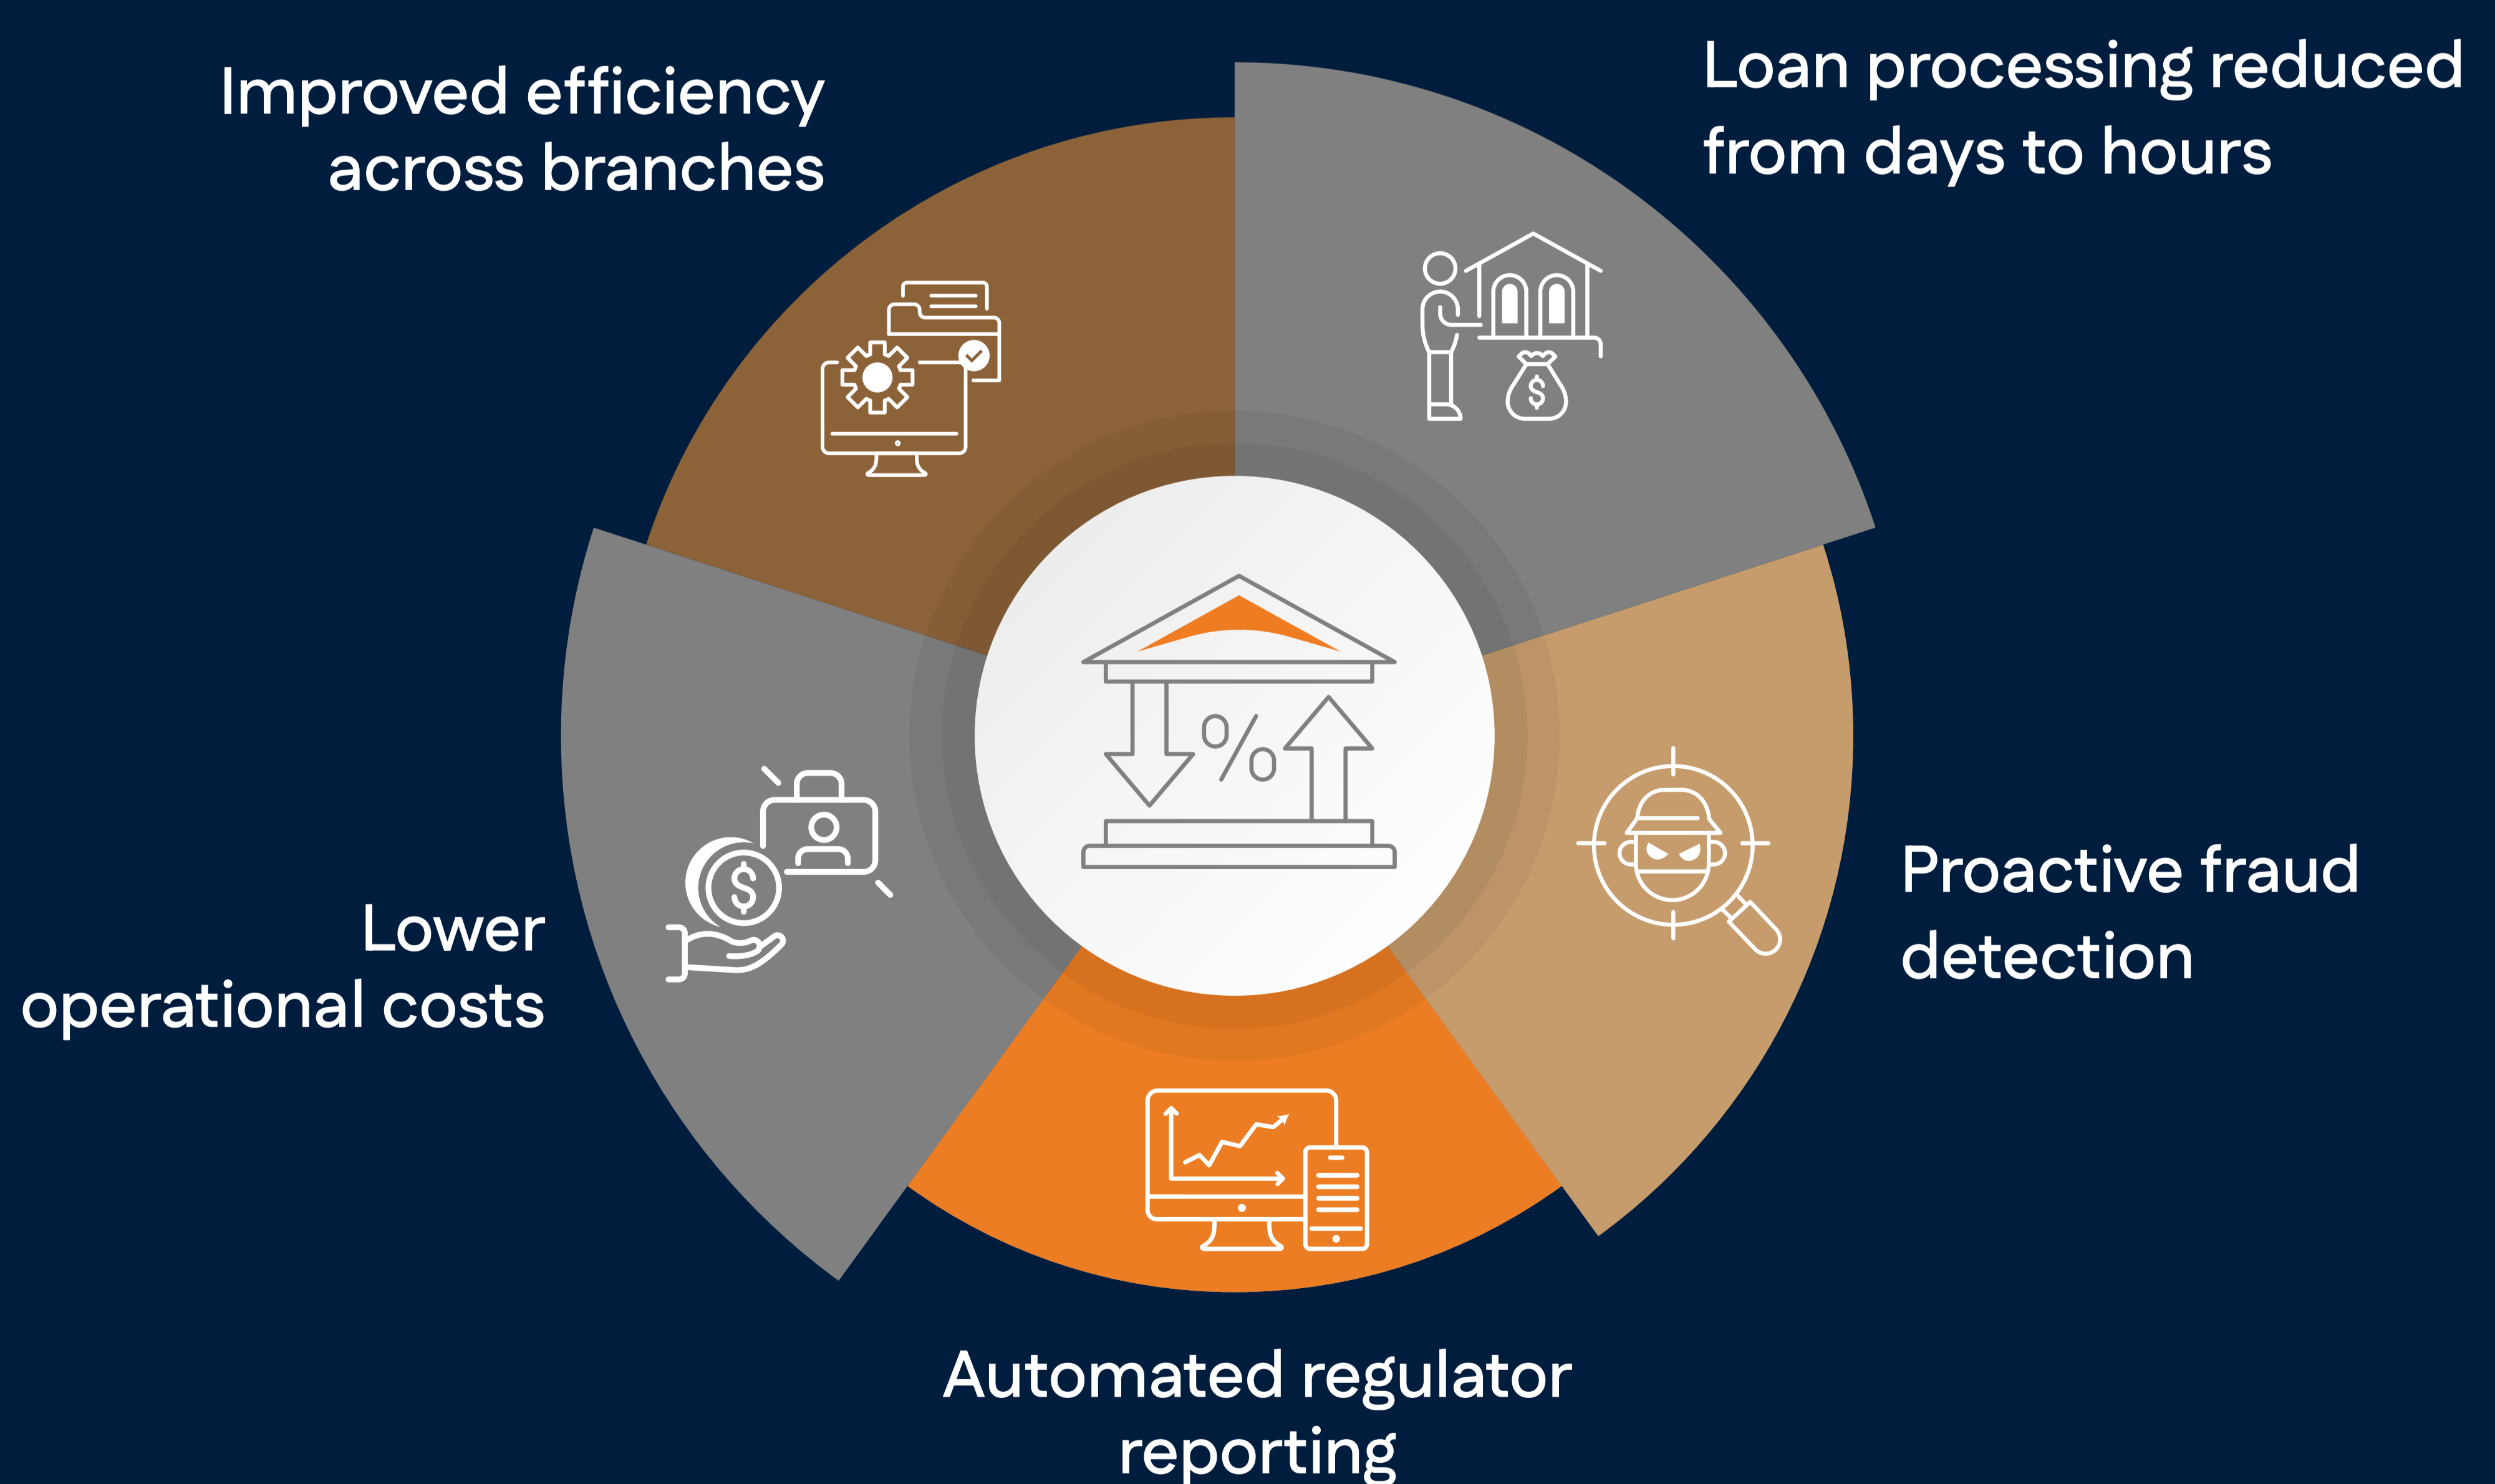 Improved efficiency
across branches
Loan processing reduced
from days to hours
%
$
$
Proactive fraud
detection
Lower
operational costs
Automated regulator
reporting